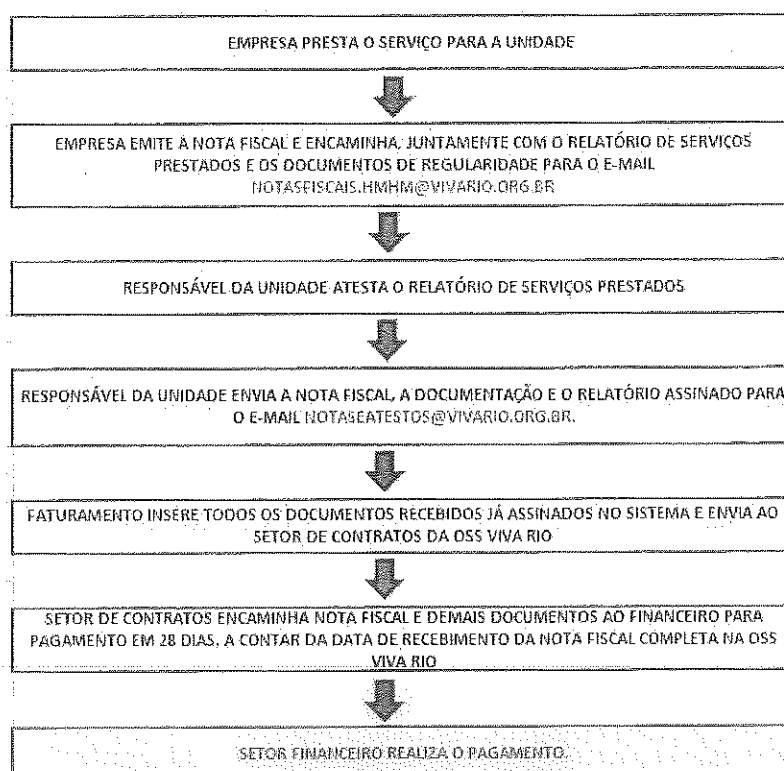 EMPRESA PRESTA O SERVIÇO PARA A UNIDADE
EMPRESA EMITE A NOTA FISCAL E ENCAMINHA, JUNTAMENTE COM O RELATÓRIO DE SERVIÇOS
PRESTADOS E OS DOCUMENTOS DE REGULARIDADE PARA O E-MAIL
NOTASFISCAIS.HMHM@VIVARIO.ORG.BR
RESPONSÁVEL DA UNIDADE ATESTA O RELATÓRIO DE SERVIÇOS PRESTADOS
RESPONSÁVEL DA UNIDADE ENVIA A NOTA FISCAL, A DOCUMENTAÇÃO E O RELATÓRIO ASSINADO PARA
O E-MAIL NOTASEATESTOS@VIVARIO.ORG.BR.
FATURAMENTO INSERE TODOS OS DOCUMENTOS RECEBIDOS JÁ ASSINADOS NO SISTEMA E ENVIA AO
SETOR DE CONTRATOS DA OSS VIVA RIO
SETOR DE CONTRATOS ENCAMINHA NOTA FISCAL E DEMAIS DOCUMENTOS AO FINANCEIRO PARA
PAGAMENTO EM 28 DIAS, A CONTAR DA DATA DE RECEBIMENTO DA NOTA FISCAL COMPLETA NA OSS
VIVA RIO
SETOR FINANCEIRO REALIZA O PAGAMENTO.